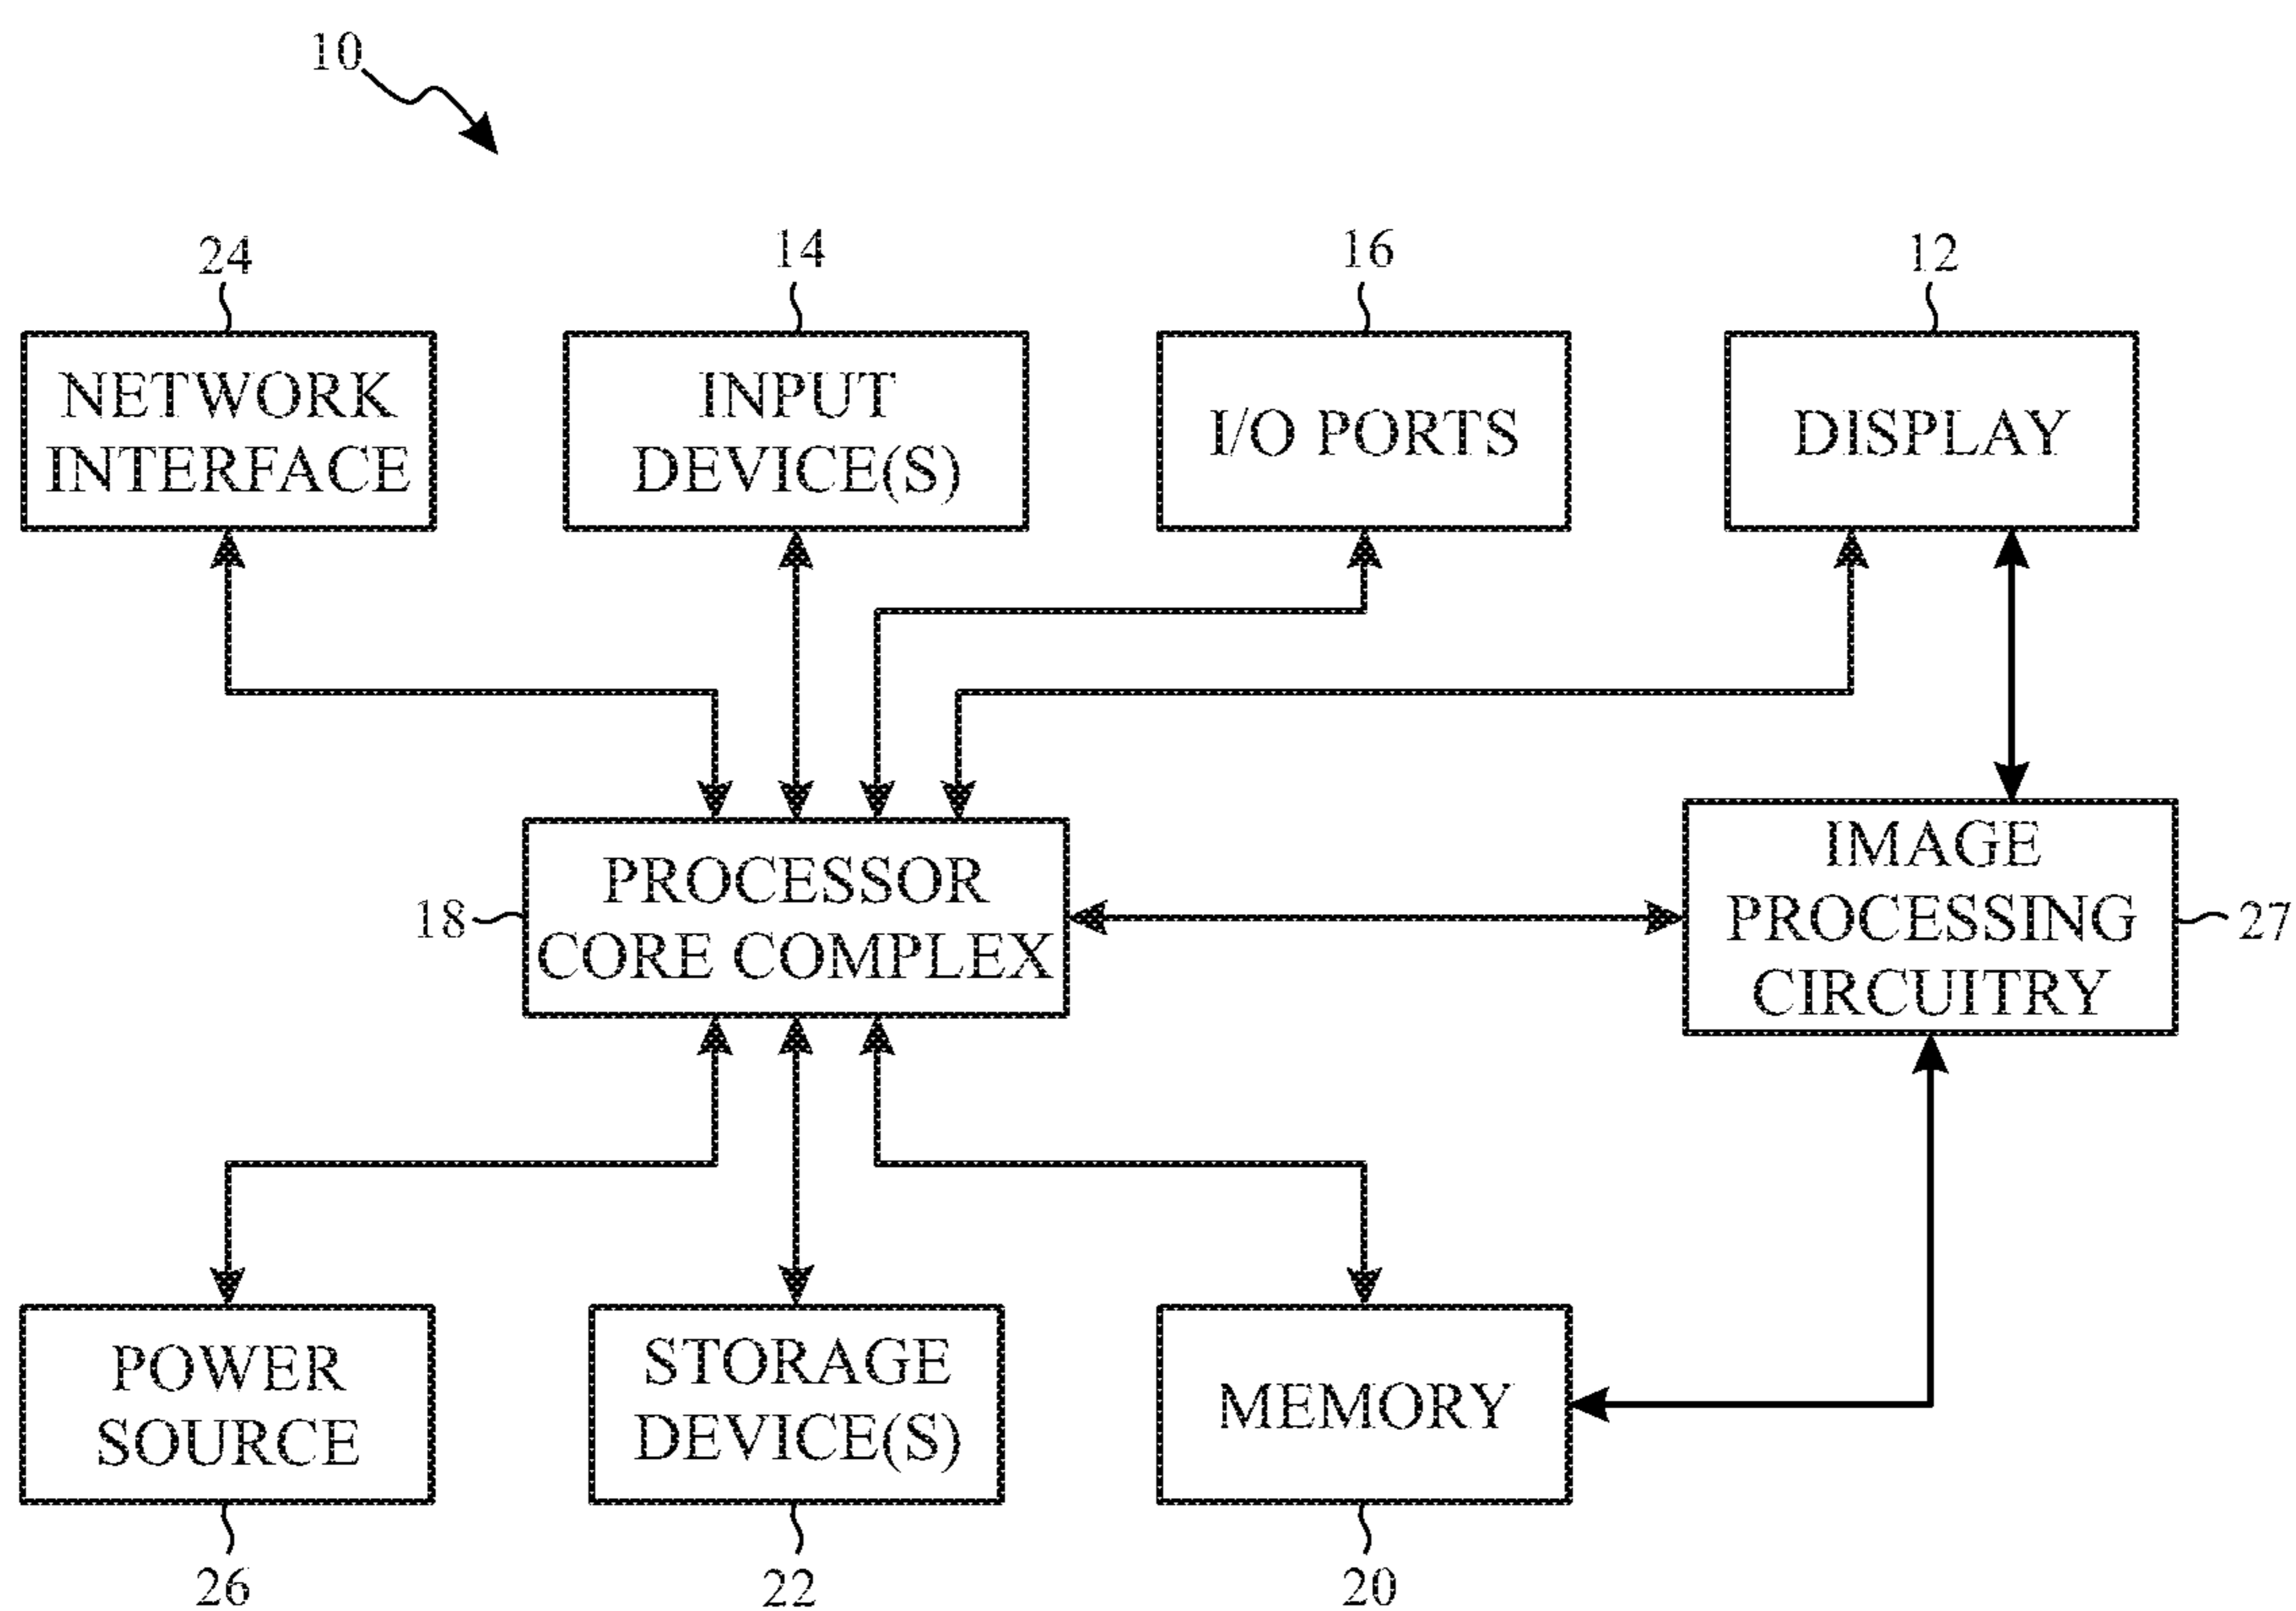 10
24
14
16
12
NETWORK
INTERFACE
INPUT
DEVICE(S)
I/O PORTS
DISPLAY
18
PROCESSOR
CORE COMPLEX
IMAGE
PROCESSING
CIRCUITRY
27
POWER
SOURCE
STORAGE
DEVICE(S)
MEMORY
26
22
20